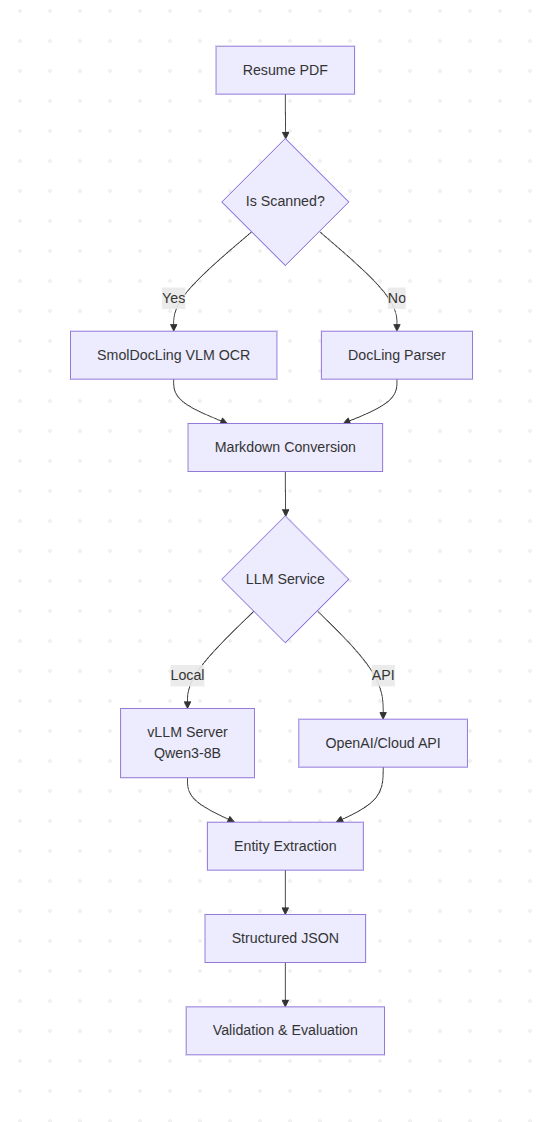 Resume PDF
Is Scanned?
Yes
No
SmolDocLing VLM OCR
DocLing Parser
Markdown Conversion
LLM Service
Local
API
vLLM Server
Qwen3-8B
OpenAI/Cloud API
Entity Extraction
Structured JSON
Validation & Evaluation